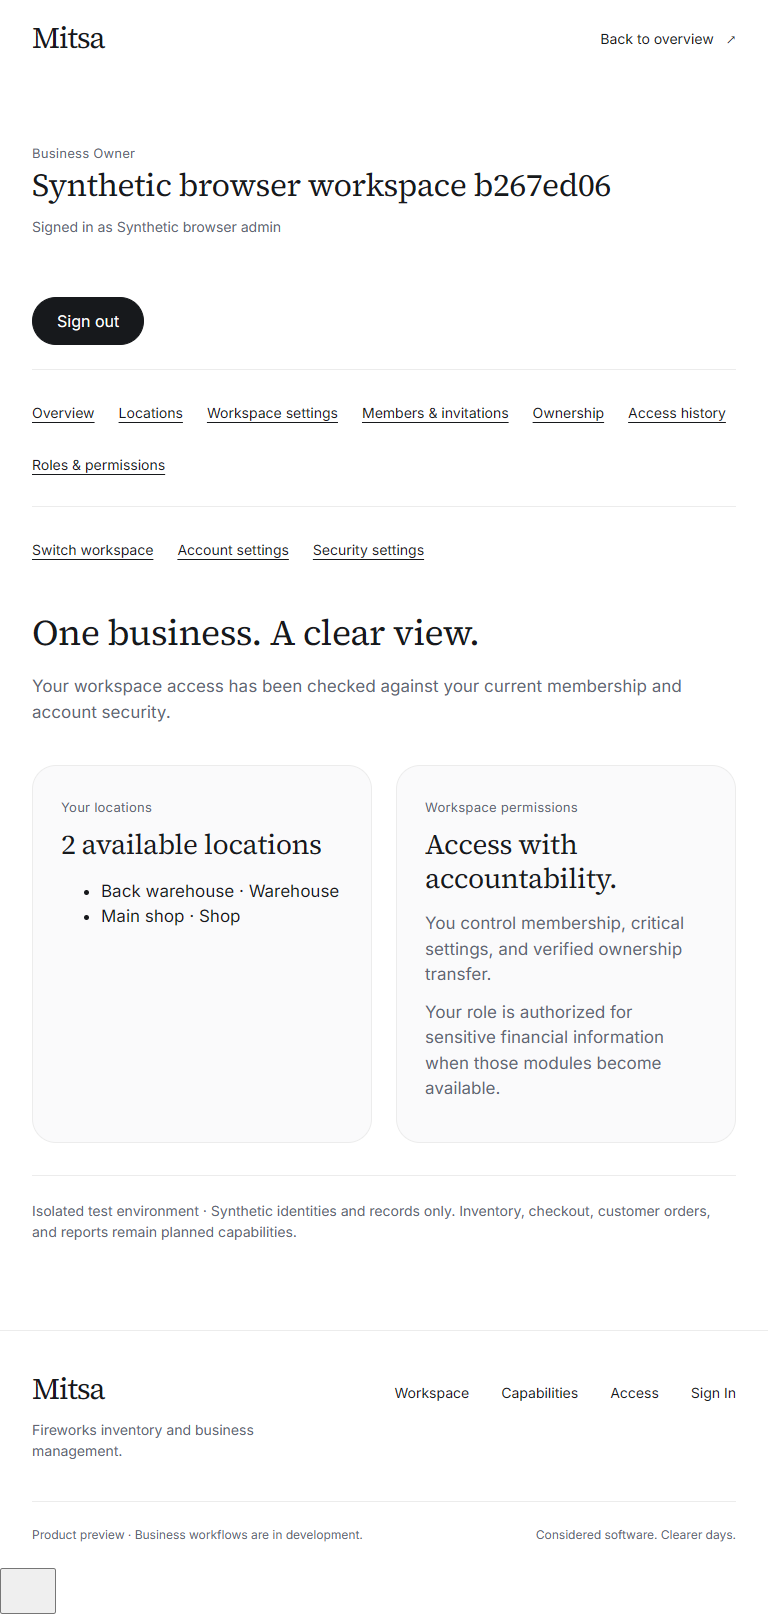 Mitsa
Back to overview ↗
Business Owner
Synthetic browser workspace b267ed06
Signed in as Synthetic browser admin
Sign out
Overview Locations Workspace settings Members & invitations Ownership Access history
Roles & permissions
Switch workspace Account settings Security settings
One business. A clear view.
Your workspace access has been checked against your current membership and
account security.
Your locations
2 available locations
• Back warehouse · Warehouse
• Main shop · Shop
Workspace permissions
Access with
accountability.
You control membership, critical
settings, and verified ownership
transfer.
Your role is authorized for
sensitive financial information
when those modules become
available.
Isolated test environment · Synthetic identities and records only. Inventory, checkout, customer orders,
and reports remain planned capabilities.
Mitsa
Fireworks inventory and business
management.
Workspace Capabilities Access Sign In
Product preview · Business workflows are in development.
Considered software. Clearer days.